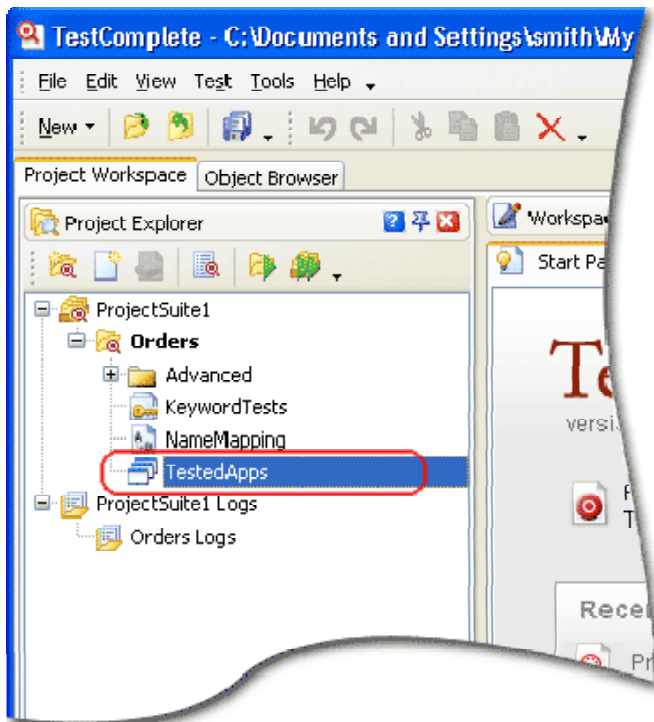 TestComplete - C:\Documents and Settings\smith\My
File Edit View Test Tools Help
New
Project Workspace Object Browser
Project Explorer
Start
ProjectSuite1
Orders
Advanced
KeywordTests
NameMapping
TestedApps
ProjectSuite1 Logs
Orders Logs